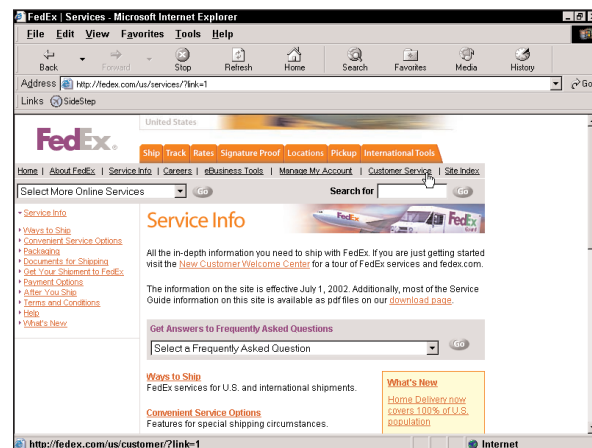 FedEx | Services - Microsoft Internet Explorer
File Edit View Favorites Tools Help
Back Forward Stop Refresh Home Search Favorites Media History
Address http://fedex.com/us/services/?link=1 Go
Links SideStep
United States
FedEx.
Ship Track Rates Signature Proof Locations Pickup International Tools
Home | About FedEx | Service Info | Careers | eBusiness Tools | Manage My Account | Customer Service | Site Index
Select More Online Services Go Search for Go
Service Info
Ways to Ship
Convenient Service Options
Packaging
Documents for Shipping
Get Your Shipment to FedEx
Payment Options
After You Ship
Terms and Conditions
Help
What's New
Service Info
FedEx FedEx
All the in-depth information you need to ship with FedEx. If you are just getting started
visit the New Customer Welcome Center for a tour of FedEx services and fedex.com.
The information on the site is effective July 1, 2002. Additionally, most of the Service
Guide information on this site is available as pdf files on our download page.
Get Answers to Frequently Asked Questions
Select a Frequently Asked Question Go
Ways to Ship
FedEx services for U.S. and international shipments.
Convenient Service Options
Features for special shipping circumstances.
What's New
Home Delivery now
covers 100% of U.S.
population
http://fedex.com/us/customer/?link=1 Internet